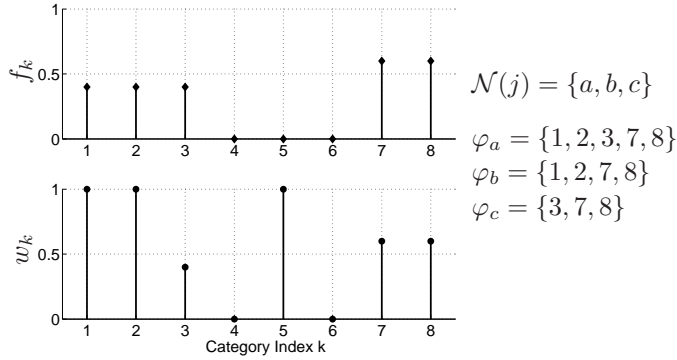 1
0.5
0
f_k
1 2 3 4 5 6 7 8
1
0.5
0
w_k
1 2 3 4 5 6 7 8
Category Index k
𝒩(j) = {a, b, c}
φ_a = {1, 2, 3, 7, 8}
φ_b = {1, 2, 7, 8}
φ_c = {3, 7, 8}